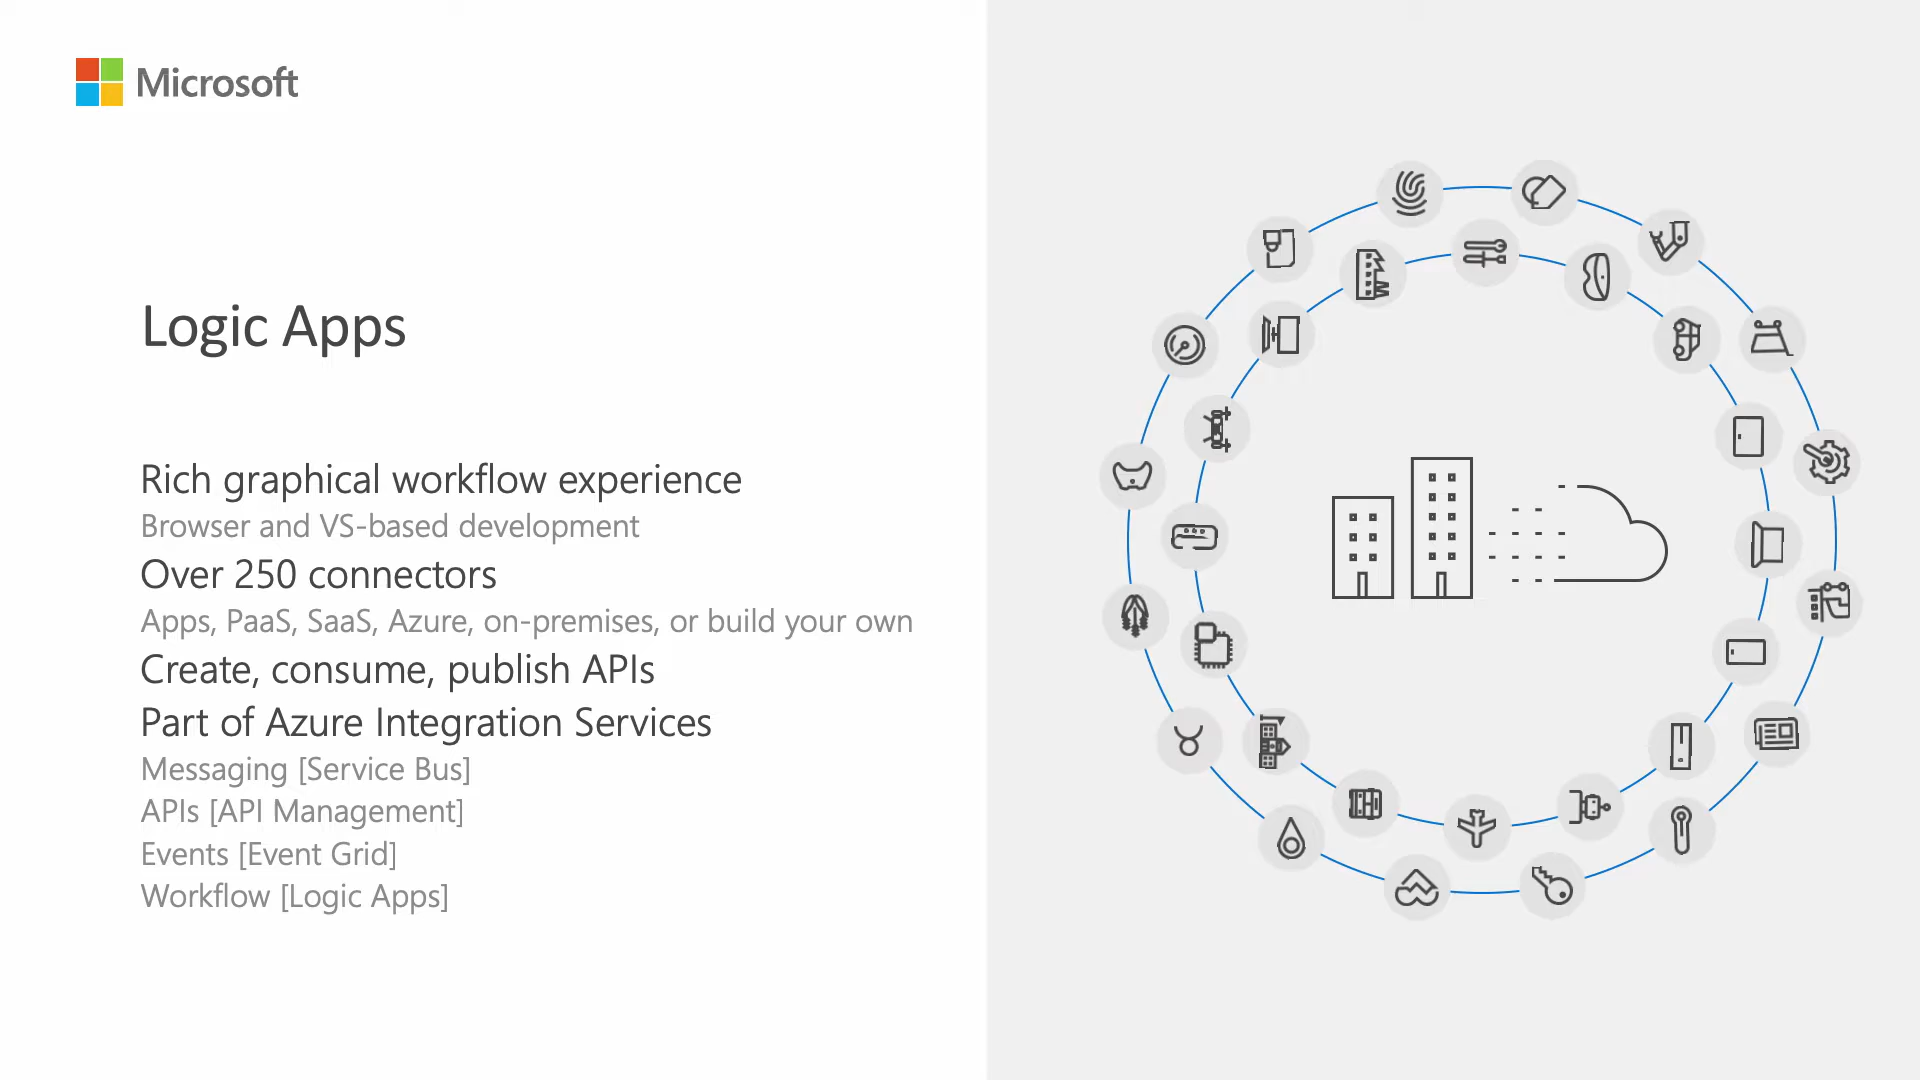 Microsoft
Logic Apps
Rich graphical workflow experience
Browser and VS-based development
Over 250 connectors
Apps, PaaS, SaaS, Azure, on-premises, or build your own
Create, consume, publish APIs
Part of Azure Integration Services
Messaging [Service Bus]
APIs [API Management]
Events [Event Grid]
Workflow [Logic Apps]